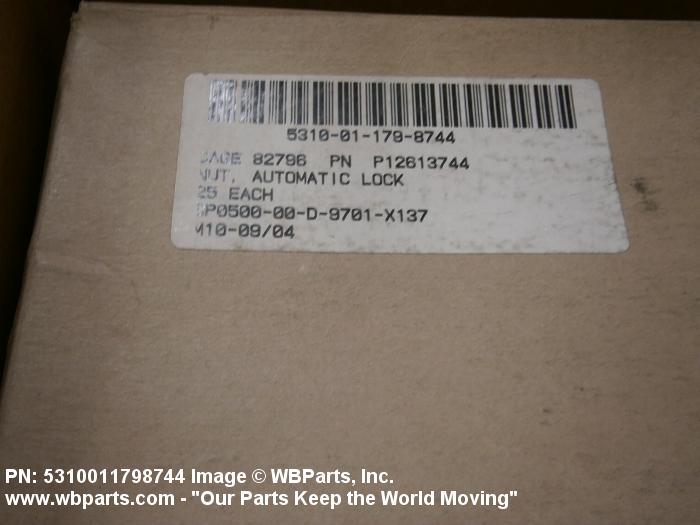 5310-01-179-8744
CAGE 82796 PN P12613744
NUT, AUTOMATIC LOCK
25 EACH
SP0500-00-D-9701-X137
M10-09/04
PN: 5310011798744 Image © WBParts, Inc.
www.wbparts.com - "Our Parts Keep the World Moving"